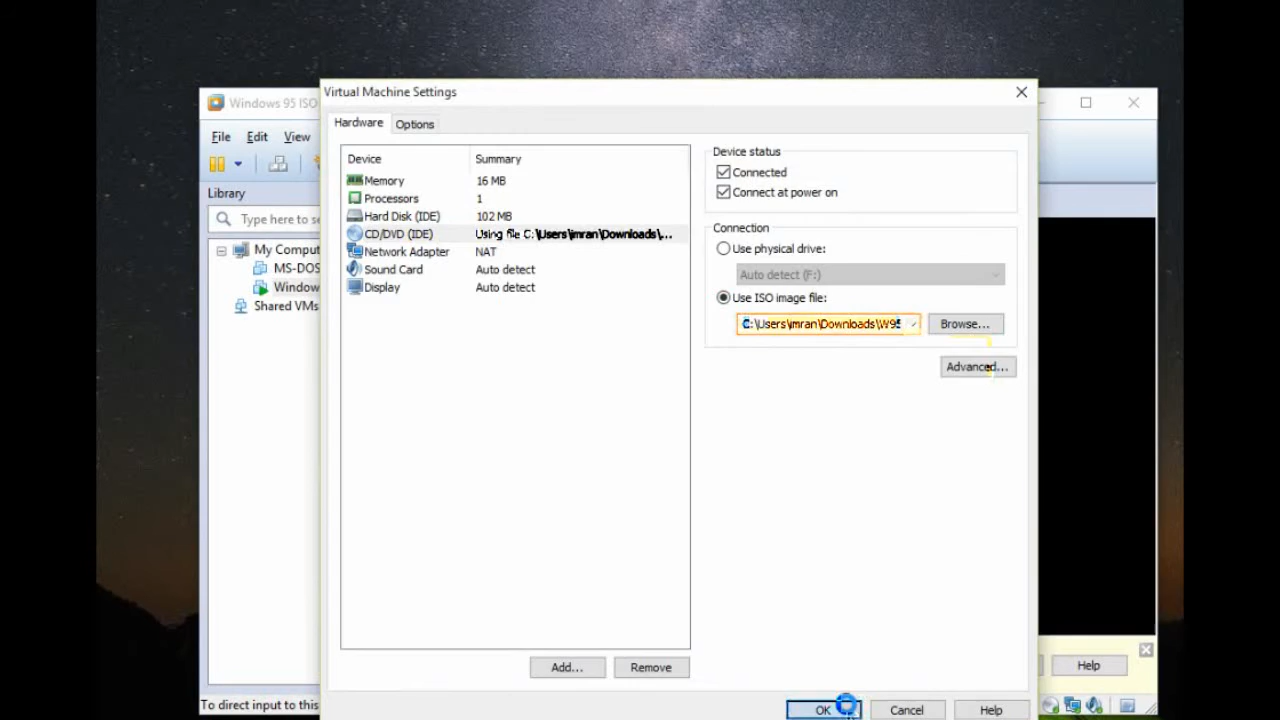 Virtual Machine Settings
Windows 95 ISO
Hardware
Options
File Edit View
Device Summary
Memory 16 MB
Processors 1
Hard Disk (IDE) 102 MB
CD/DVD (IDE) Using file C:\Users\imran\Downloads\...
Network Adapter NAT
Sound Card Auto detect
Display Auto detect
Device status
Connected
Connect at power on
Connection
Use physical drive:
Auto detect (F:)
Use ISO image file:
C:\Users\imran\Downloads\W95
Browse...
Advanced...
Library
Type here to se
My Comput
MS-DOS
Window
Shared VMs
Add... Remove
Help
To direct input to this
OK Cancel Help